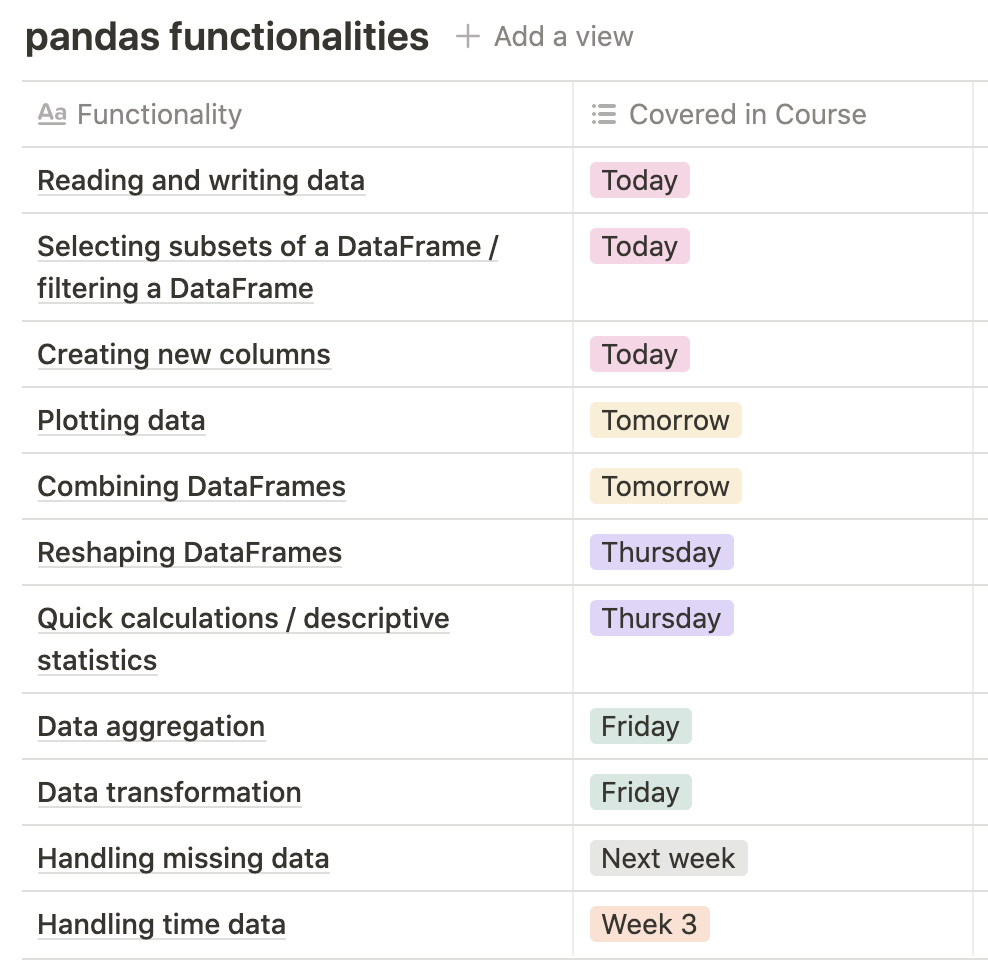 pandas functionalities + Add a view
Aa Functionality Covered in Course
Reading and writing data Today
Selecting subsets of a DataFrame / Today
filtering a DataFrame
Creating new columns Today
Plotting data Tomorrow
Combining DataFrames Tomorrow
Reshaping DataFrames Thursday
Quick calculations / descriptive Thursday
statistics
Data aggregation Friday
Data transformation Friday
Handling missing data Next week
Handling time data Week 3